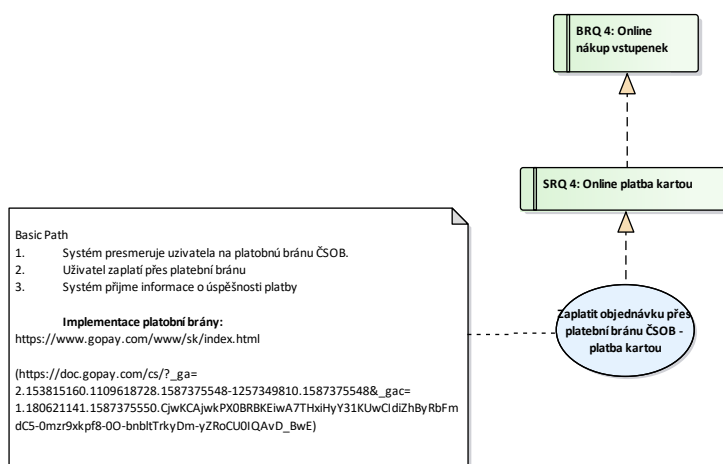 BRQ 4: Online
nákup vstupenek
SRQ 4: Online platba kartou
Basic Path
1. Systém presmeruje uzivatela na platobnú bránu ČSOB.
2. Uživatel zaplatí přes platební bránu
3. Systém přijme informace o úspěšnosti platby
Implementace platobní brány:
https://www.gopay.com/www/sk/index.html
(https://doc.gopay.com/cs/?_ga=
2.153815160.1109618728.1587375548-1257349810.1587375548&_gac=
1.180621141.1587375550.CjwKCAjwkPX0BRBKEiwA7THxiHyY31KUwCIdiZhByRbFm
dC5-0mzr9xkpf8-0O-bnbltTrkyDm-yZRoCU0IQAvD_BwE)
Zaplatit objednávku přes
platební bránu ČSOB -
platba kartou